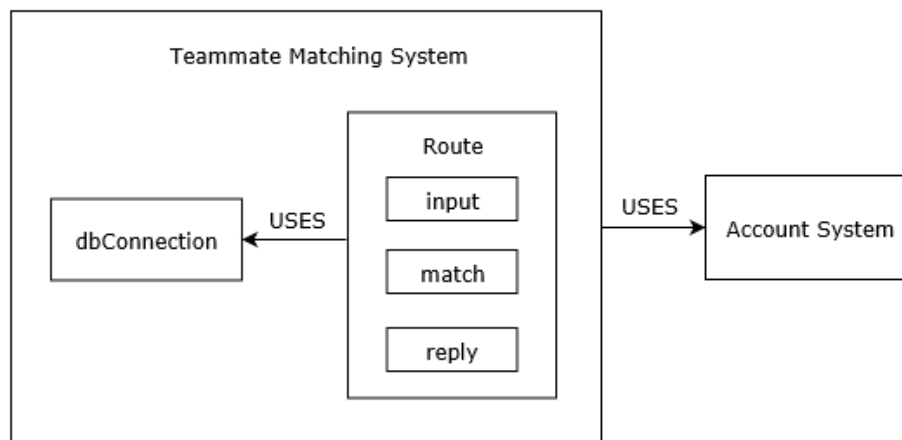 Teammate Matching System
Route
input
USES
USES
dbConnection
Account System
match
reply